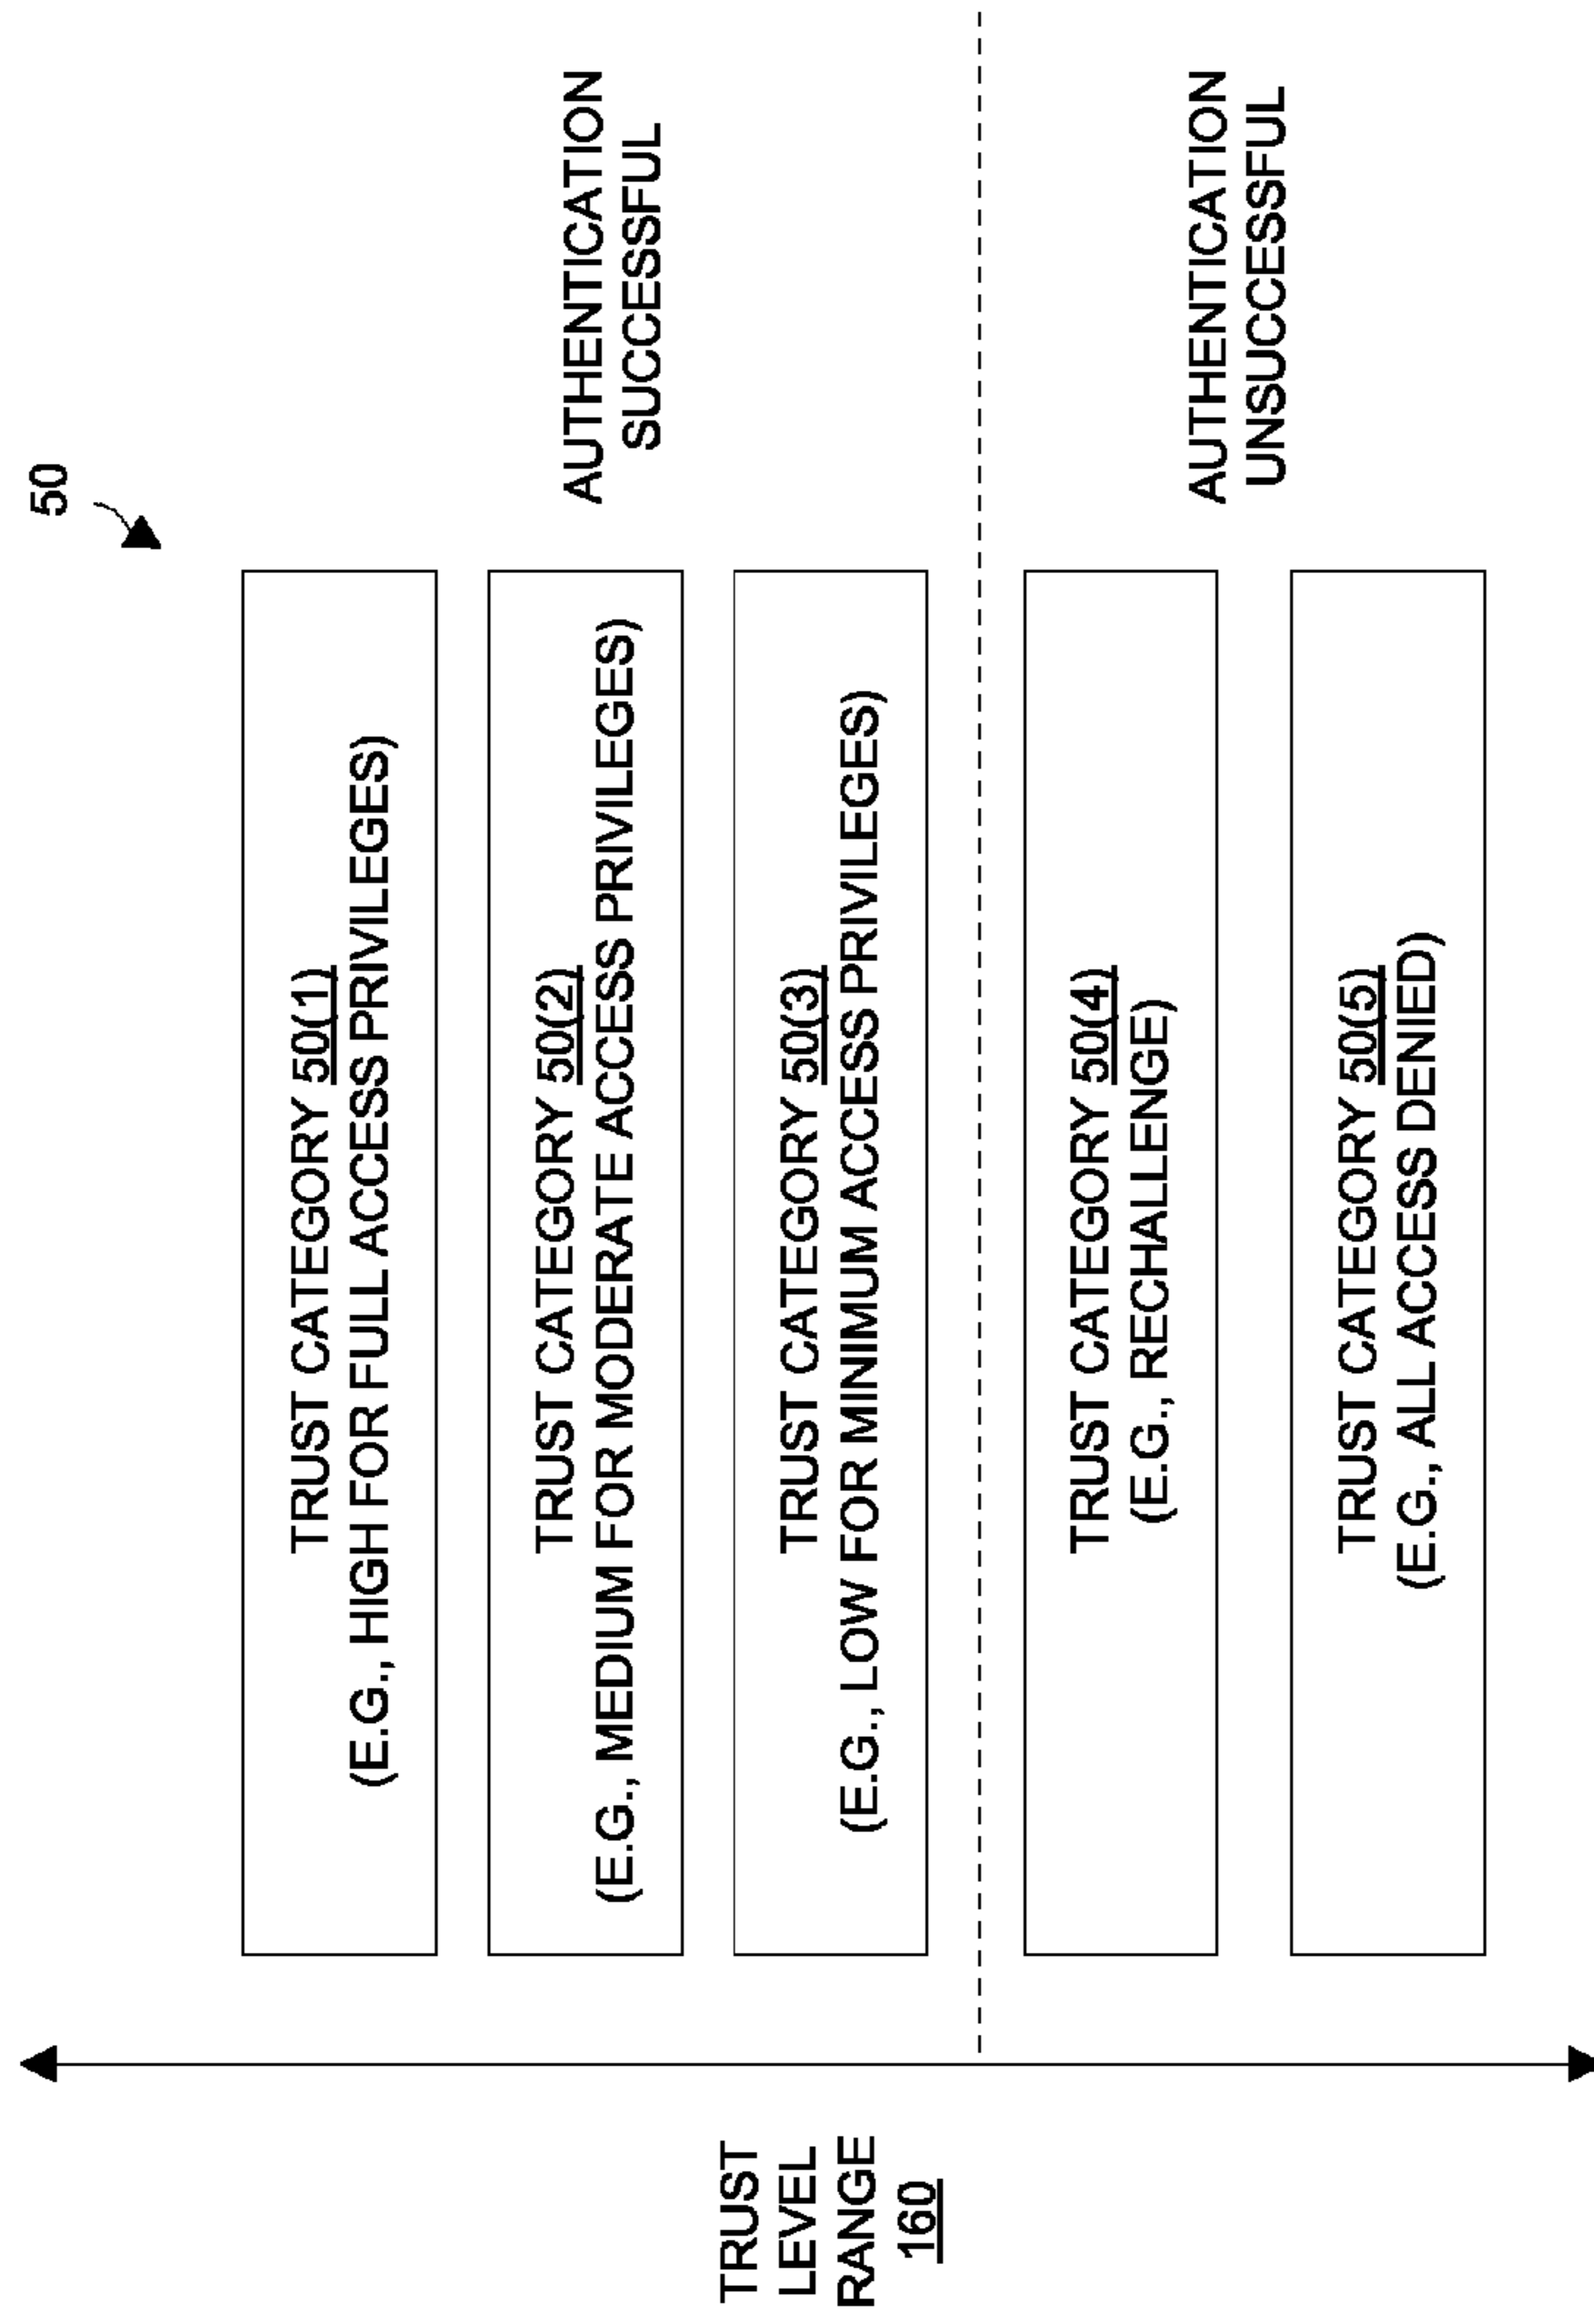 50
TRUST CATEGORY 50(1)
(E.G., HIGH FOR FULL ACCESS PRIVILEGES)
TRUST CATEGORY 50(2)
(E.G., MEDIUM FOR MODERATE ACCESS PRIVILEGES)
TRUST CATEGORY 50(3)
(E.G., LOW FOR MINIMUM ACCESS PRIVILEGES)
AUTHENTICATION
SUCCESSFUL
TRUST
LEVEL
RANGE
160
TRUST CATEGORY 50(4)
(E.G., RECHALLENGE)
TRUST CATEGORY 50(5)
(E.G., ALL ACCESS DENIED)
AUTHENTICATION
UNSUCCESSFUL